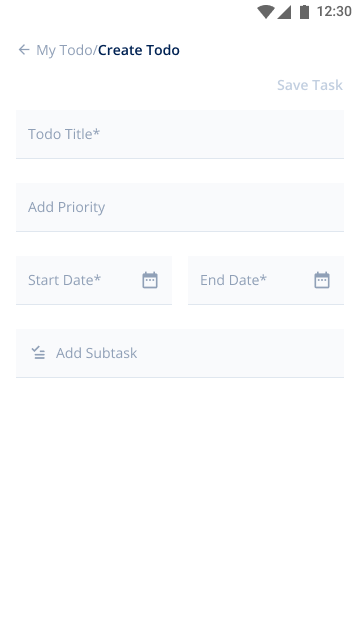 12:30
My Todo/Create Todo
Save Task
Todo Title*
Add Priority
Start Date* End Date*
Add Subtask